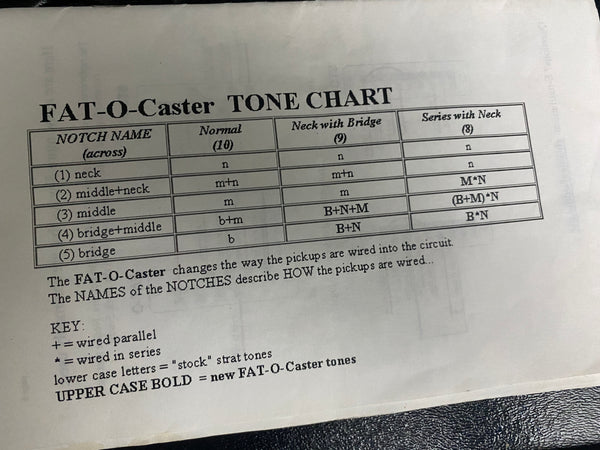 FAT-O-Caster TONE CHART
NOTCH NAME (across) Normal (10) Neck with Bridge (9) Series with Neck (8)
(1) neck n n n
(2) middle+neck m+n m+n n
(3) middle m m M*N
(4) bridge+middle b+m B+N+M (B+M)*N
(5) bridge b B+N B*N
The FAT-O-Caster changes the way the pickups are wired into the circuit.
The NAMES of the NOTCHES describe HOW the pickups are wired...
KEY:
+ = wired parallel
* = wired in series
lower case letters = "stock" strat tones
UPPER CASE BOLD = new FAT-O-Caster tones